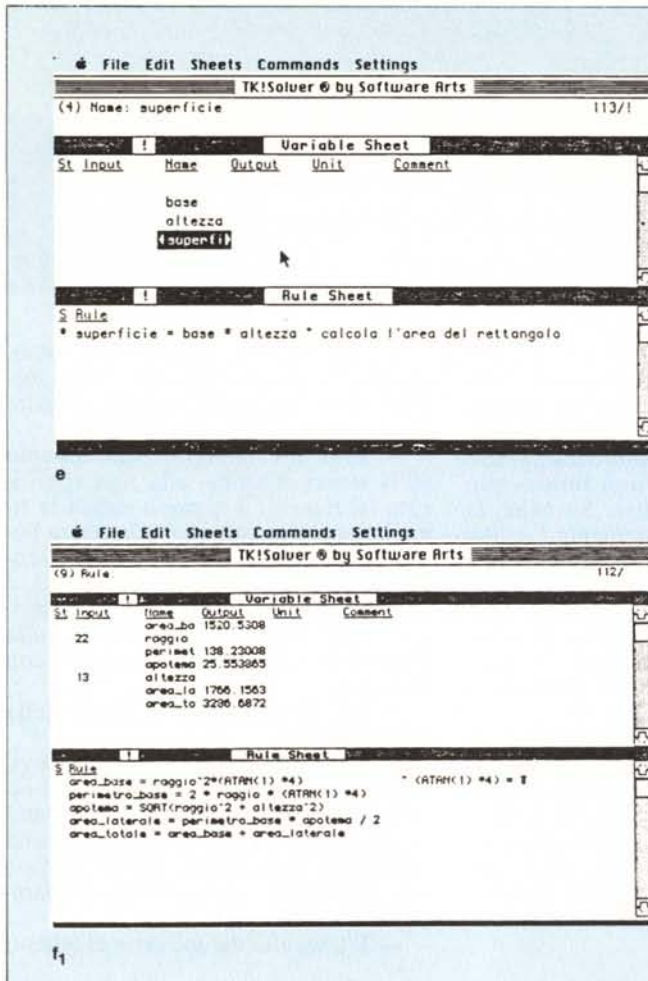 File Edit Sheets Commands Settings
TK!Solver ® by Software Arts
(4) Name: superficie 113/!
! Variable Sheet
St Input Name Output Unit Comment
base
altezza
superfi
! Rule Sheet
S Rule
* superficie = base * altezza " calcola l'area del rettangolo
e
File Edit Sheets Commands Settings
TK!Solver ® by Software Arts
(9) Rule: 112/
! Variable Sheet
St Input Name Output Unit Comment
area_ba 1520.5308
22 raggio
perimet 138.23008
apotema 25.553865
13 altezza
area_la 1766.1563
area_to 3286.6872
! Rule Sheet
S Rule
area_base = raggio^2*(ATAN(1) *4) " (ATAN(1) *4) =
perimetro_base = 2 * raggio * (ATAN(1) *4)
apotema = SQRT(raggio^2 + altezza^2)
area_laterale = perimetro_base * apotema / 2
area_totale = area_base + area_laterale
f1